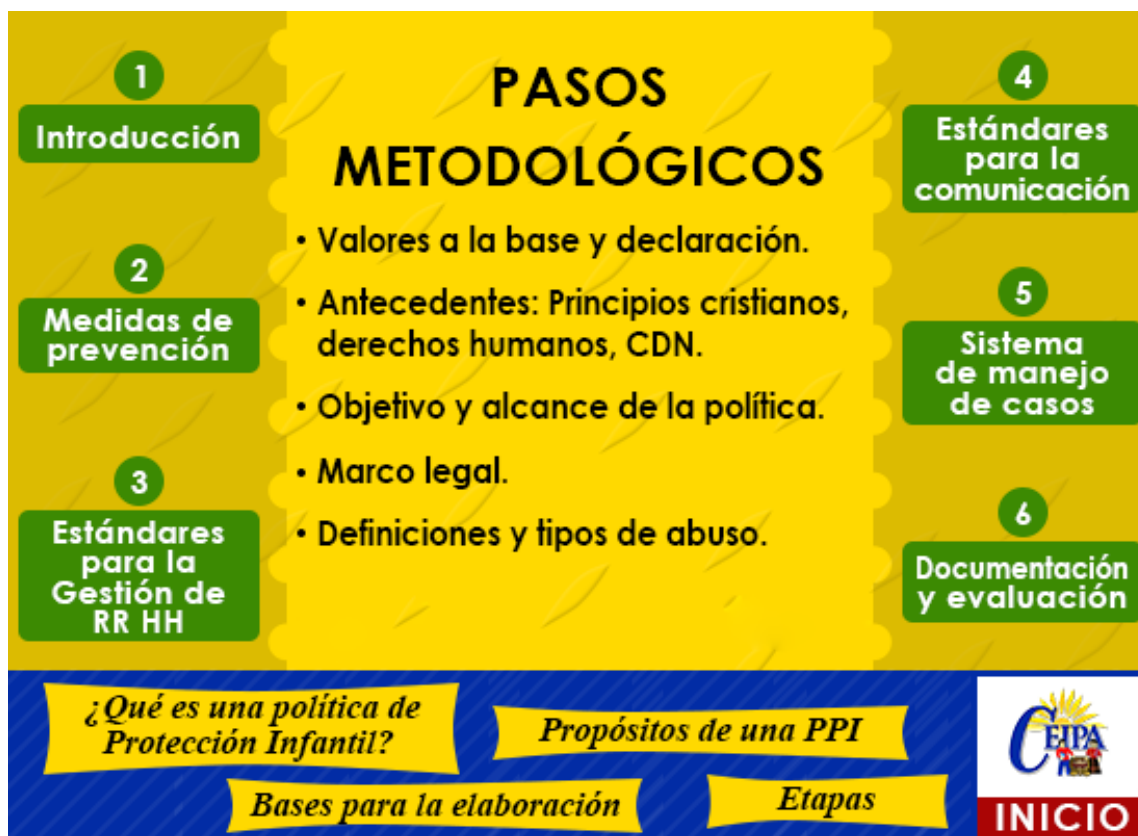 1
Introducción
2
Medidas de
prevención
3
Estándares
para la
Gestión de
RR HH
PASOS
METODOLÓGICOS
• Valores a la base y declaración.
• Antecedentes: Principios cristianos,
derechos humanos, CDN.
• Objetivo y alcance de la política.
• Marco legal.
• Definiciones y tipos de abuso.
4
Estándares
para la
comunicación
5
Sistema
de manejo
de casos
6
Documentación
y evaluación
¿Qué es una política de
Protección Infantil?
Propósitos de una PPI
Bases para la elaboración
Etapas
CEIPA
INICIO